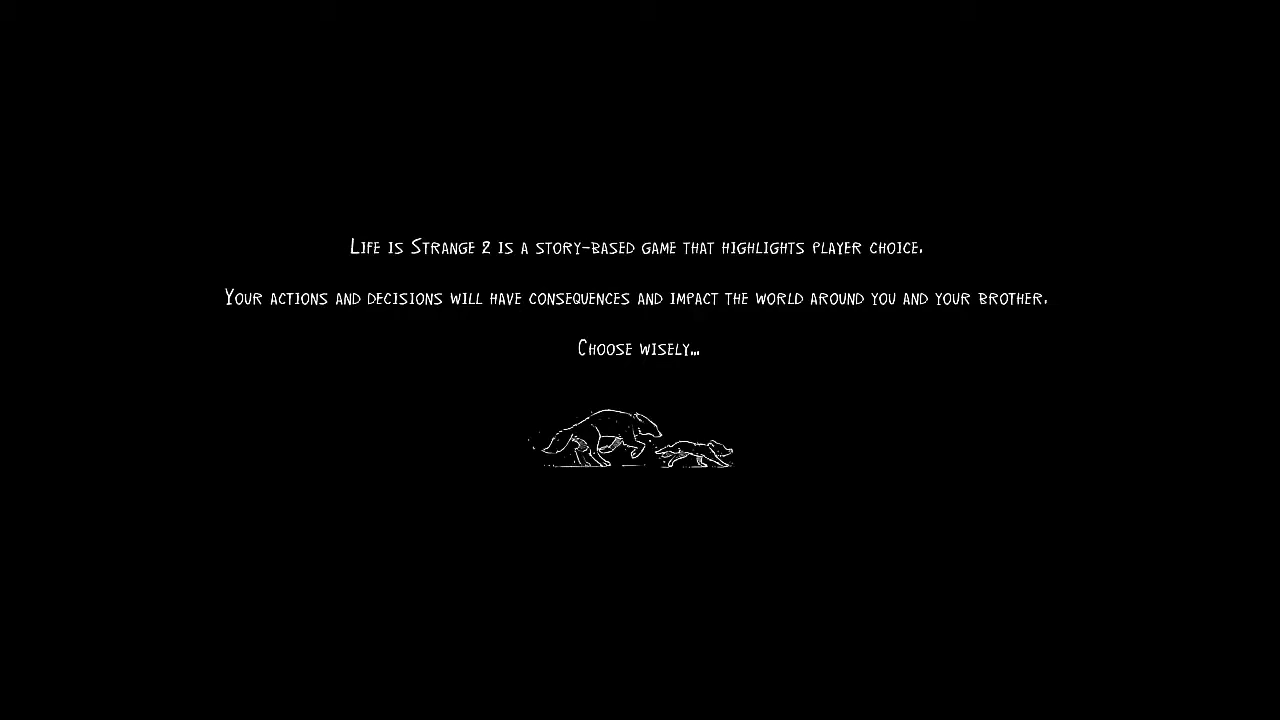 Life is Strange 2 is a story-based game that highlights player choice.
Your actions and decisions will have consequences and impact the world around you and your brother.
Choose wisely...